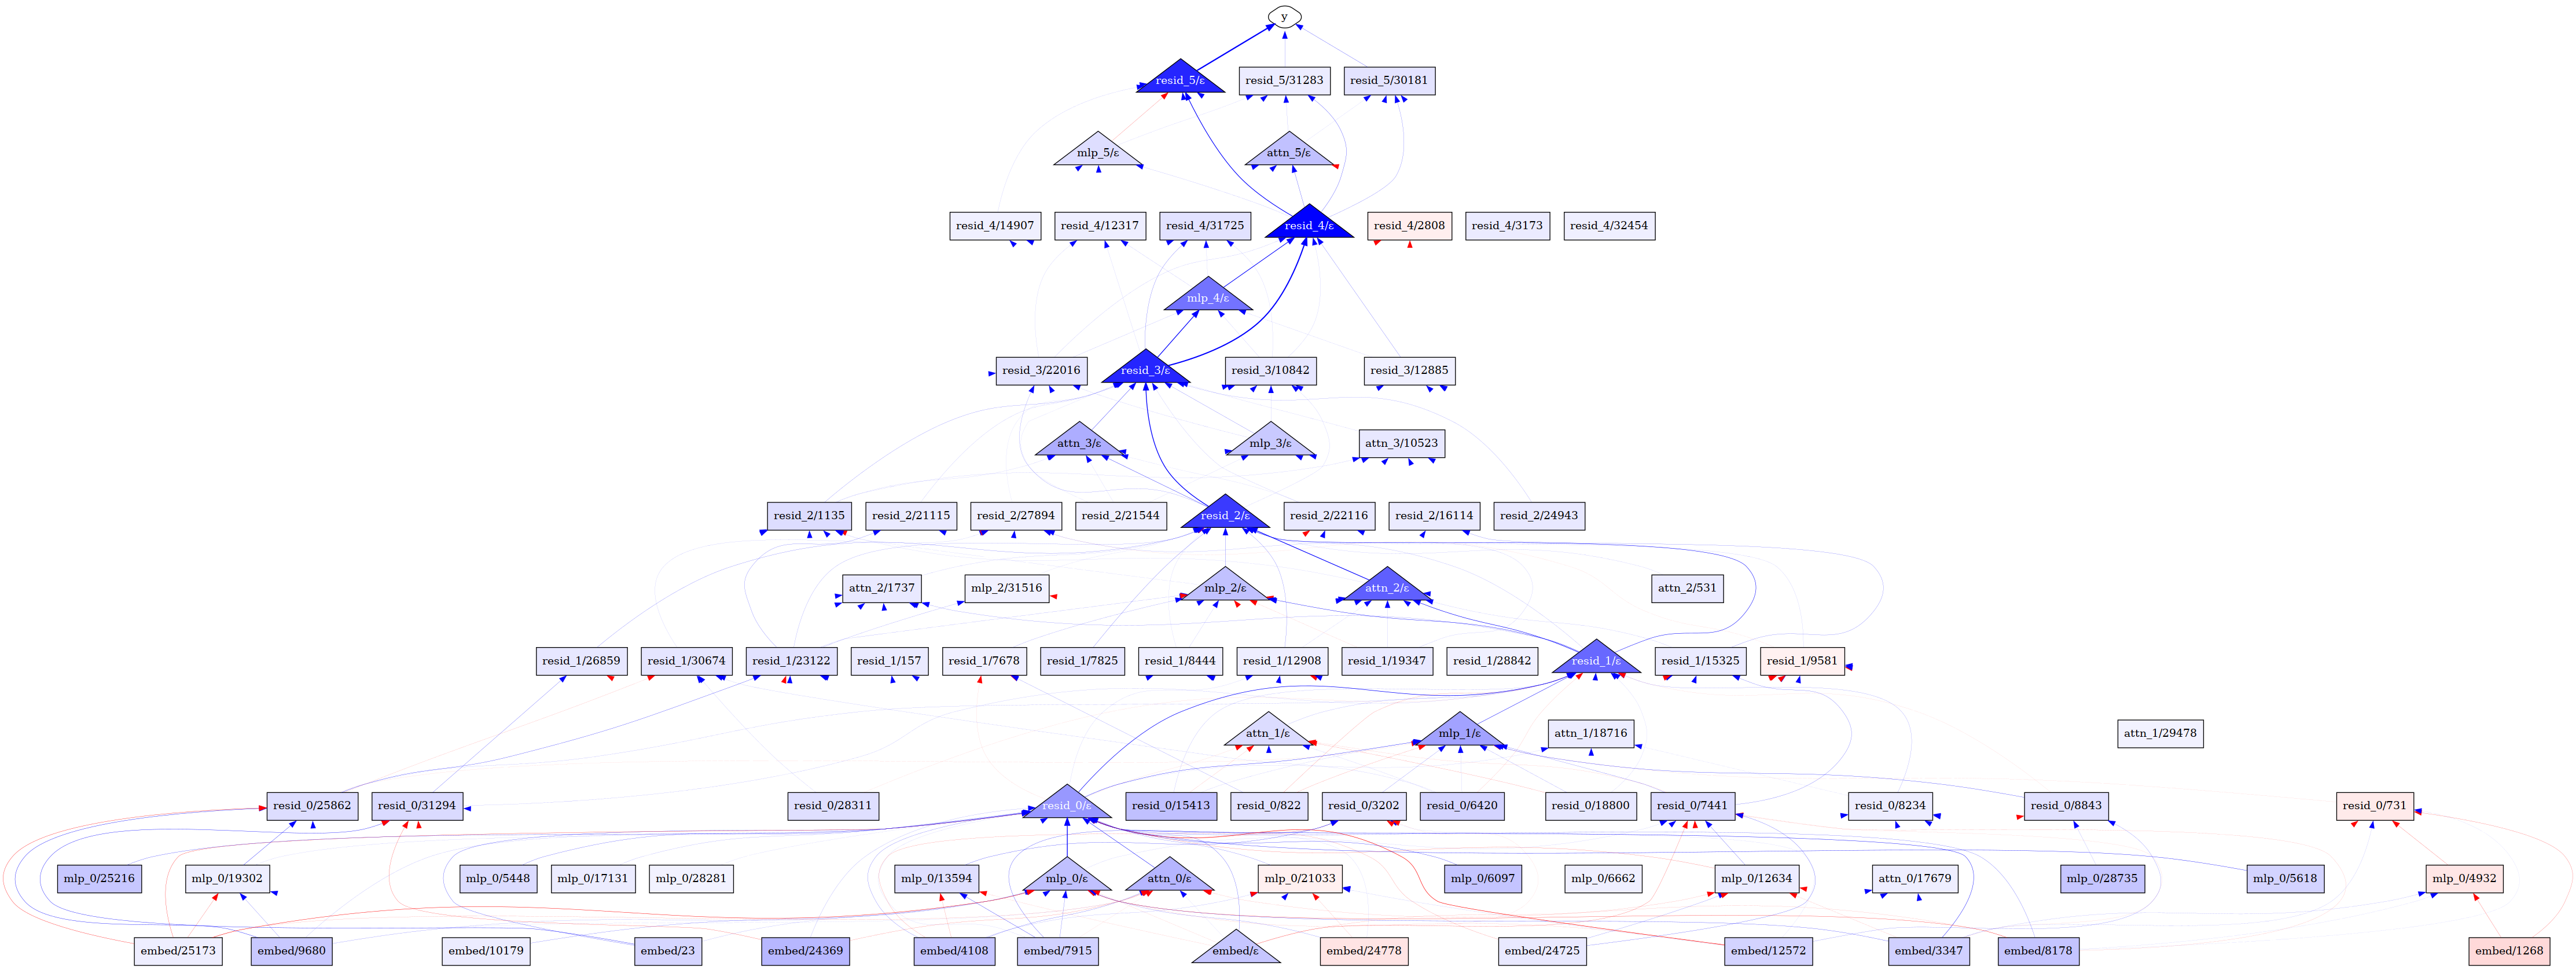 y
resid_5/ε resid_5/31283 resid_5/30181
mlp_5/ε attn_5/ε
resid_4/14907 resid_4/12317 resid_4/31725 resid_4/ε resid_4/2808 resid_4/3173 resid_4/32454
mlp_4/ε
resid_3/22016 resid_3/ε resid_3/10842 resid_3/12885
attn_3/ε mlp_3/ε attn_3/10523
resid_2/1135 resid_2/21115 resid_2/27894 resid_2/21544 resid_2/ε resid_2/22116 resid_2/16114 resid_2/24943
attn_2/1737 mlp_2/31516 mlp_2/ε attn_2/ε attn_2/531
resid_1/26859 resid_1/30674 resid_1/23122 resid_1/157 resid_1/7678 resid_1/7825 resid_1/8444 resid_1/12908 resid_1/19347 resid_1/28842 resid_1/ε resid_1/15325 resid_1/9581
attn_1/ε mlp_1/ε attn_1/18716 attn_1/29478
resid_0/25862 resid_0/31294 resid_0/28311 resid_0/ε resid_0/15413 resid_0/822 resid_0/3202 resid_0/6420 resid_0/18800 resid_0/7441 resid_0/8234 resid_0/8843 resid_0/731
mlp_0/25216 mlp_0/19302 mlp_0/5448 mlp_0/17131 mlp_0/28281 mlp_0/13594 mlp_0/ε attn_0/ε mlp_0/21033 mlp_0/6097 mlp_0/6662 mlp_0/12634 attn_0/17679 mlp_0/28735 mlp_0/5618 mlp_0/4932
embed/25173 embed/9680 embed/10179 embed/23 embed/24369 embed/4108 embed/7915 embed/ε embed/24778 embed/24725 embed/12572 embed/3347 embed/8178 embed/1268